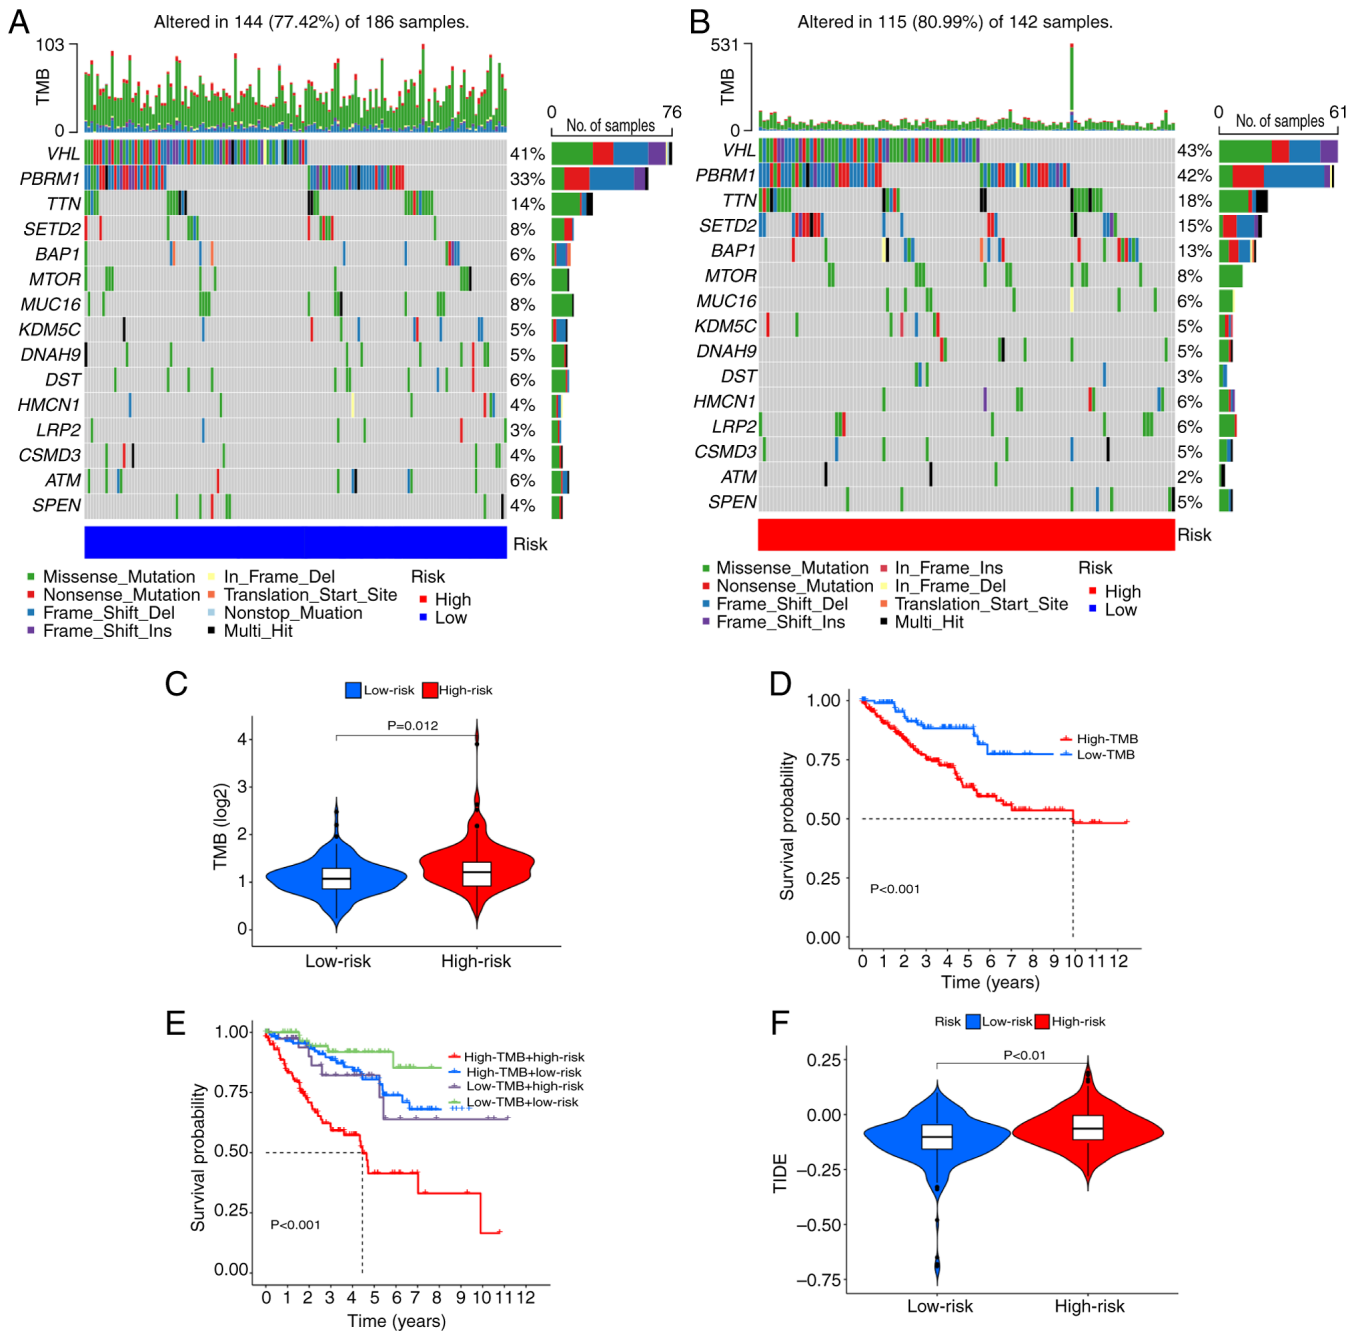 A
Altered in 144 (77.42%) of 186 samples.
103
TMB
0
0 76
No. of samples
VHL 41%
PBRM1 33%
TTN 14%
SETD2 8%
BAP1 6%
MTOR 6%
MUC16 8%
KDM5C 5%
DNAH9 5%
DST 6%
HMCN1 4%
LRP2 3%
CSMD3 4%
ATM 6%
SPEN 4%
Risk
Missense_Mutation
Nonsense_Mutation
Frame_Shift_Del
Frame_Shift_Ins
In_Frame_Del
Translation_Start_Site
Nonstop_Muation
Multi_Hit
Risk
High
Low
B
Altered in 115 (80.99%) of 142 samples.
531
TMB
0
0 61
No. of samples
VHL 43%
PBRM1 42%
TTN 18%
SETD2 15%
BAP1 13%
MTOR 8%
MUC16 6%
KDM5C 5%
DNAH9 5%
DST 3%
HMCN1 6%
LRP2 6%
CSMD3 5%
ATM 2%
SPEN 5%
Risk
Missense_Mutation
Nonsense_Mutation
Frame_Shift_Del
Frame_Shift_Ins
In_Frame_Ins
In_Frame_Del
Translation_Start_Site
Multi_Hit
Risk
High
Low
C
Low-risk High-risk
P=0.012
TMB (log2)
4
3
2
1
0
Low-risk High-risk
D
Survival probability
1.00
0.75
0.50
0.25
0.00
High-TMB
Low-TMB
P<0.001
0 1 2 3 4 5 6 7 8 9 10 11 12
Time (years)
E
Survival probability
1.00
0.75
0.50
0.25
0.00
High-TMB+high-risk
High-TMB+low-risk
Low-TMB+high-risk
Low-TMB+low-risk
P<0.001
0 1 2 3 4 5 6 7 8 9 10 11 12
Time (years)
F
Risk Low-risk High-risk
P<0.01
TIDE
0.25
0.00
−0.25
−0.50
−0.75
Low-risk High-risk